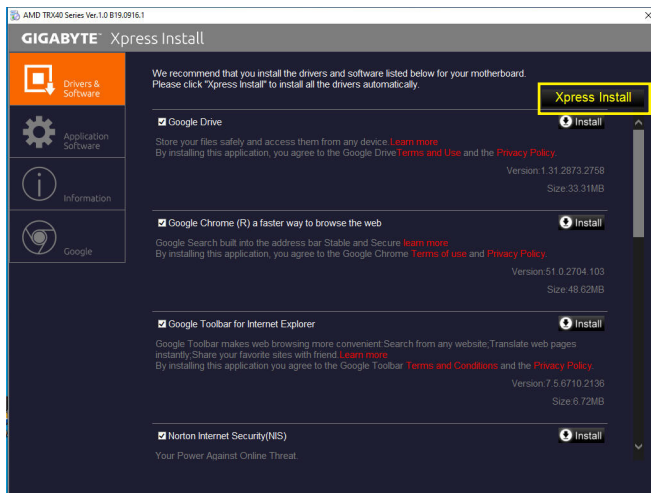 AMD TRX40 Series Ver.1.0 B19.0916.1
GIGABYTE™ Xpress Install
Drivers &
Software
Application
Software
Information
Google
We recommend that you install the drivers and software listed below for your motherboard.
Please click "Xpress Install" to install all the drivers automatically.
Xpress Install
Google Drive
Install
Store your files safely and access them from any device.Learn more
By installing this application, you agree to the Google DriveTerms and Use and the Privacy Policy.
Version:1.31.2873.2758
Size:33.31MB
Google Chrome (R) a faster way to browse the web
Install
Google Search built into the address bar Stable and Secure learn more
By installing this application, you agree to the Google Chrome Terms of use and Privacy Policy.
Version:51.0.2704.103
Size:48.62MB
Google Toolbar for Internet Explorer
Install
Google Toolbar makes web browsing more convenient:Search from any website;Translate web pages
instantly;Share your favorite sites with friend.Learn more
By installing this application you agree to the Google Toolbar Terms and Conditions and the Privacy Policy.
Version:7.5.6710.2136
Size:6.72MB
Norton Internet Security(NIS)
Install
Your Power Against Online Threat